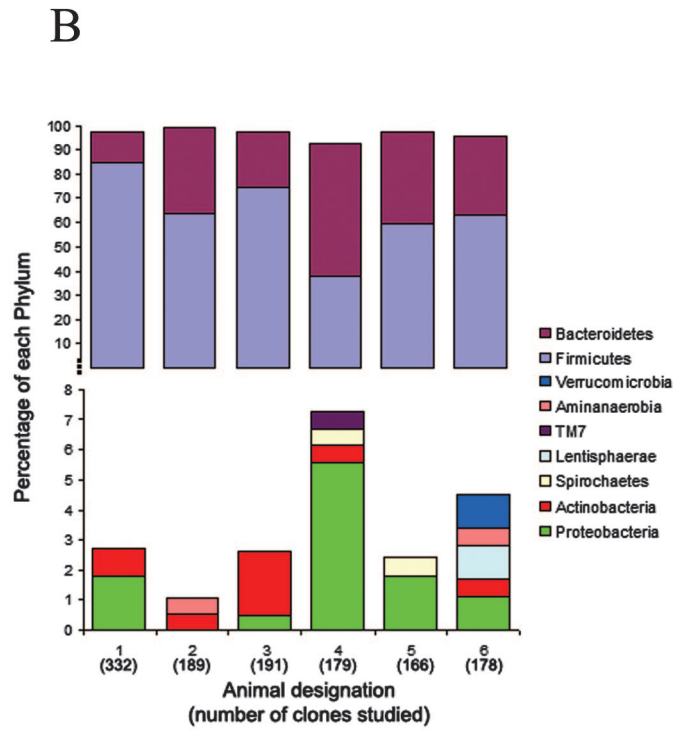 B
Percentage of each Phylum
100
90
80
70
60
50
40
30
20
10
8
7
6
5
4
3
2
1
0
Bacteroidetes
Firmicutes
Verrucomicrobia
Aminanaerobia
TM7
Lentisphaerae
Spirochaetes
Actinobacteria
Proteobacteria
1 2 3 4 5 6
(332) (189) (191) (179) (166) (178)
Animal designation
(number of clones studied)